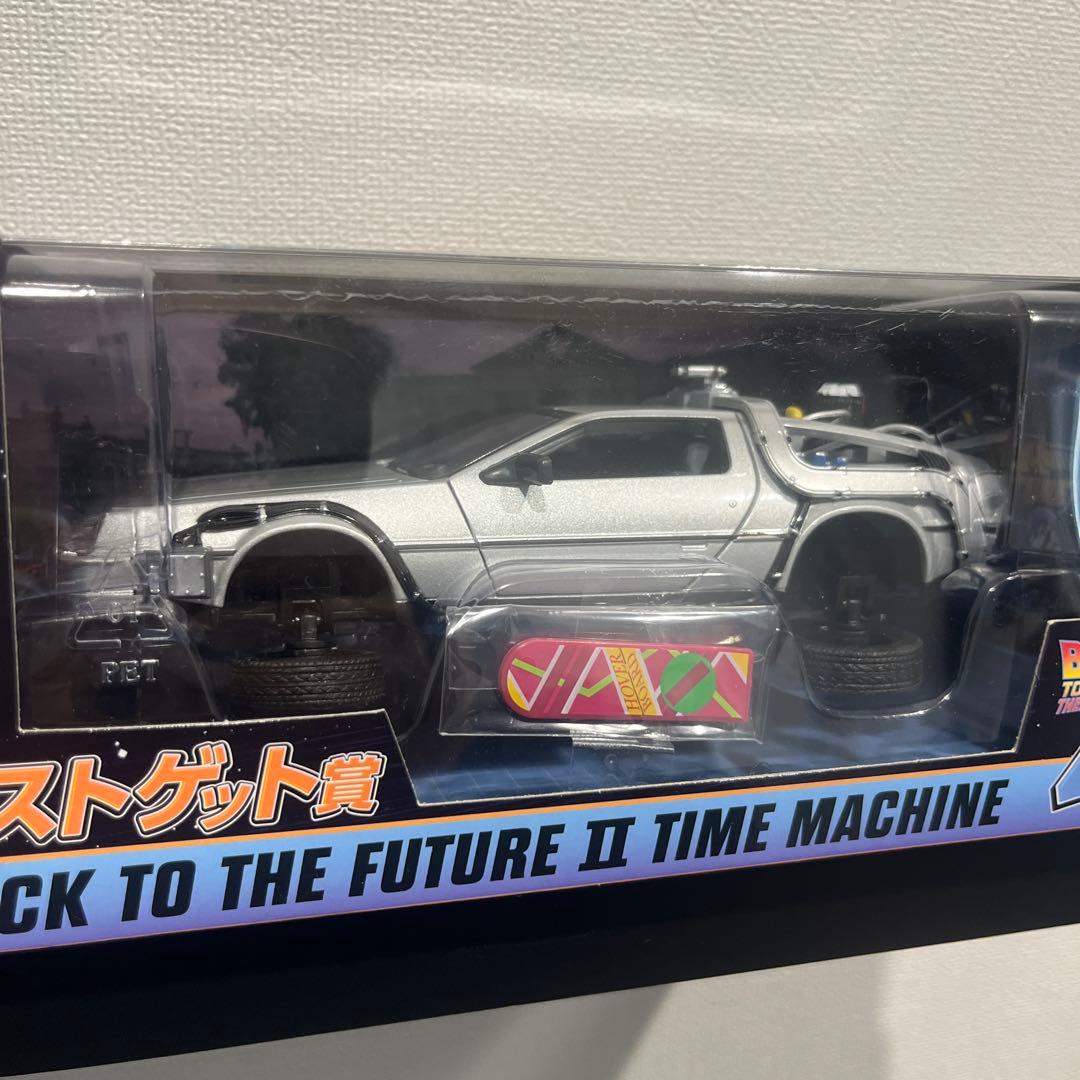 PET
HOVER
BOARD
ストゲット賞
CK TO THE FUTURE II TIME MACHINE